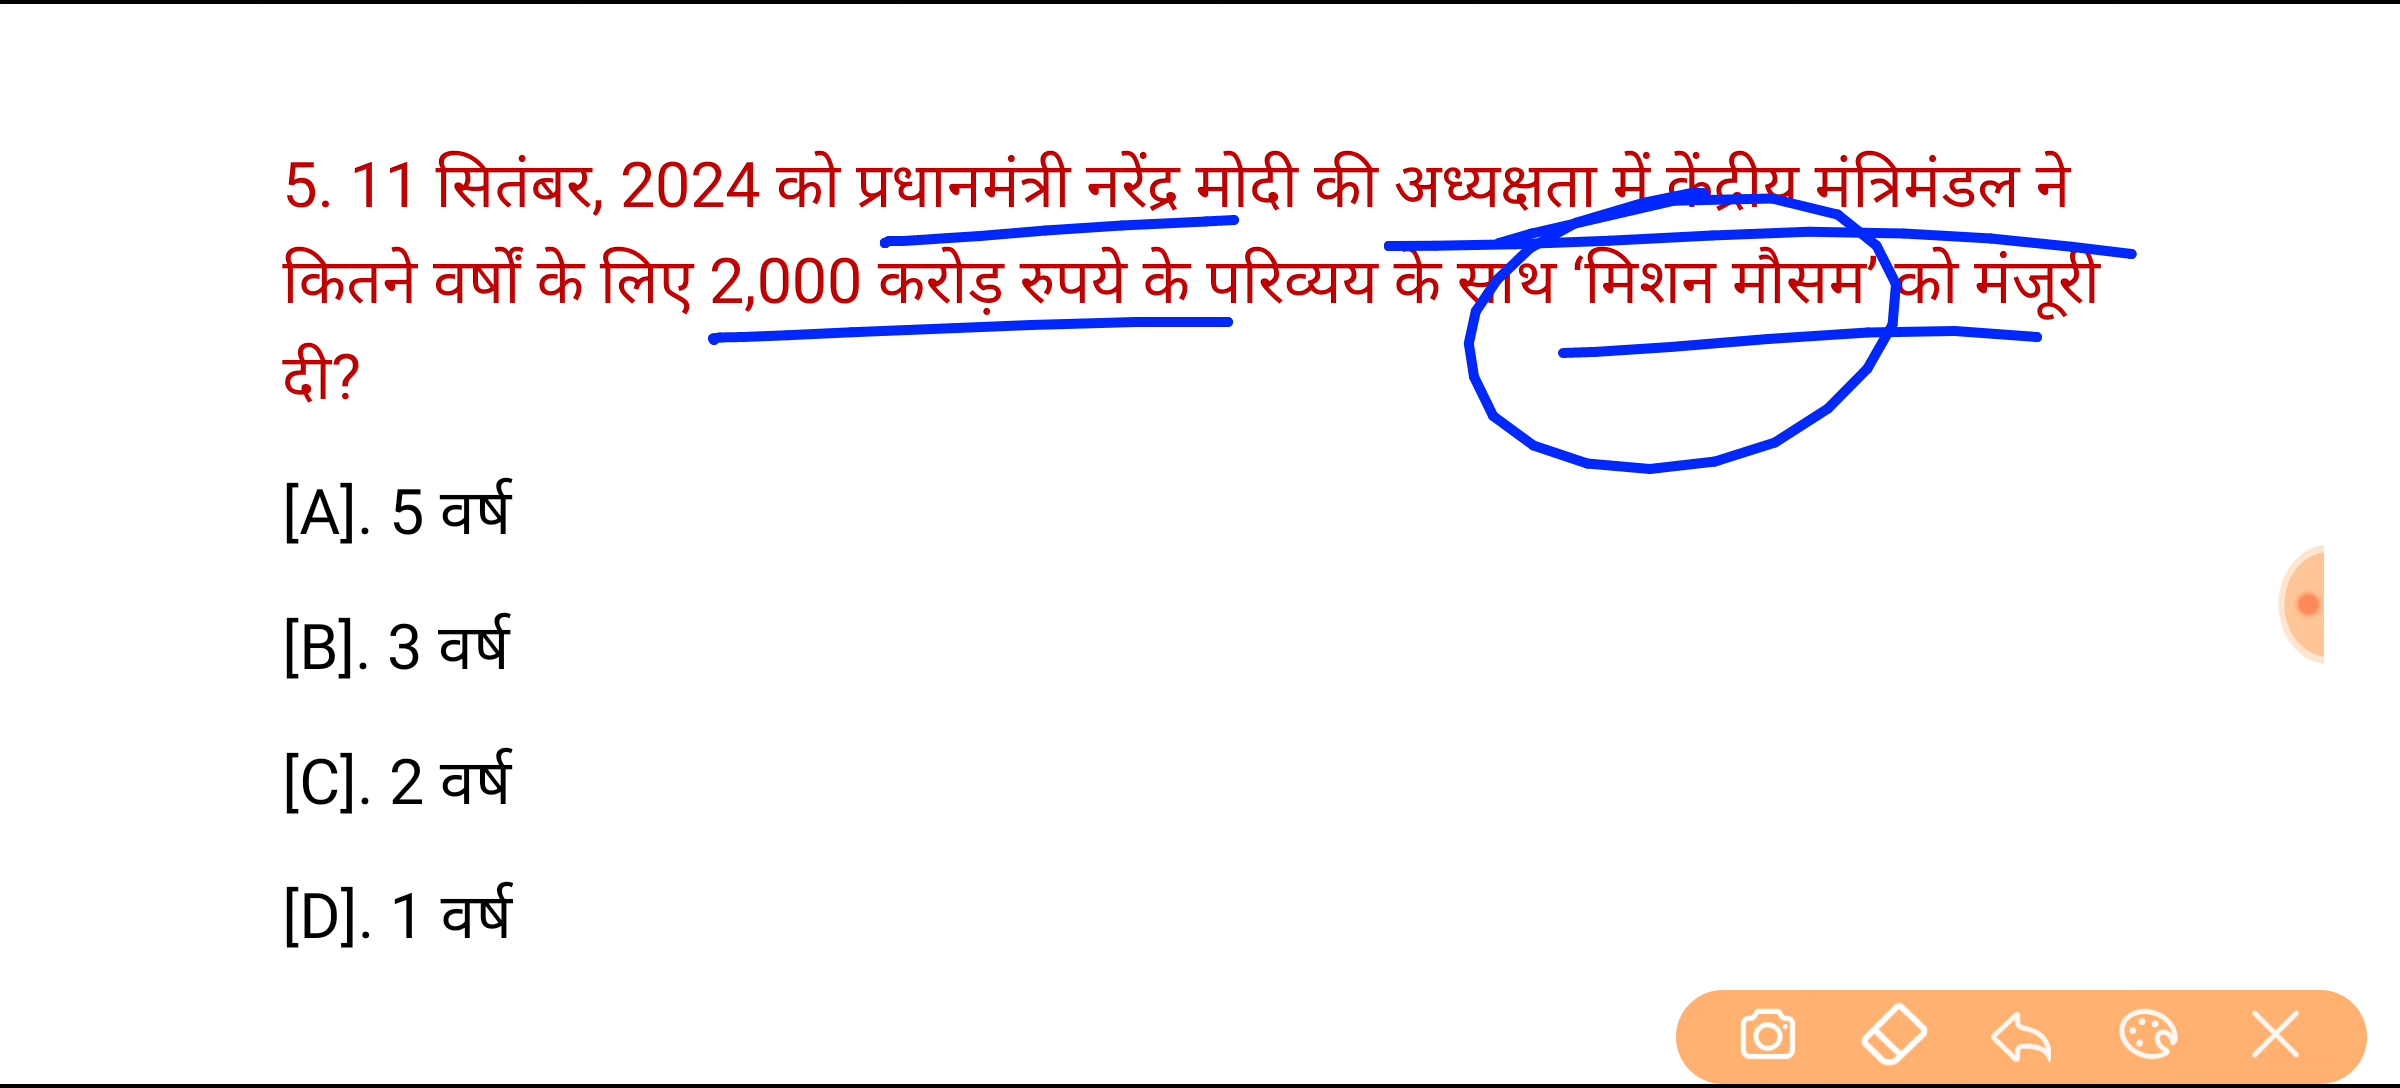 5. 11 सितंबर, 2024 को प्रधानमंत्री नरेंद्र मोदी की अध्यक्षता में केंद्रीय मंत्रिमंडल ने
कितने वर्षों के लिए 2,000 करोड़ रुपये के परिव्यय के साथ ‘मिशन मौसम’ को मंजूरी
दी?
[A]. 5 वर्ष
[B]. 3 वर्ष
[C]. 2 वर्ष
[D]. 1 वर्ष